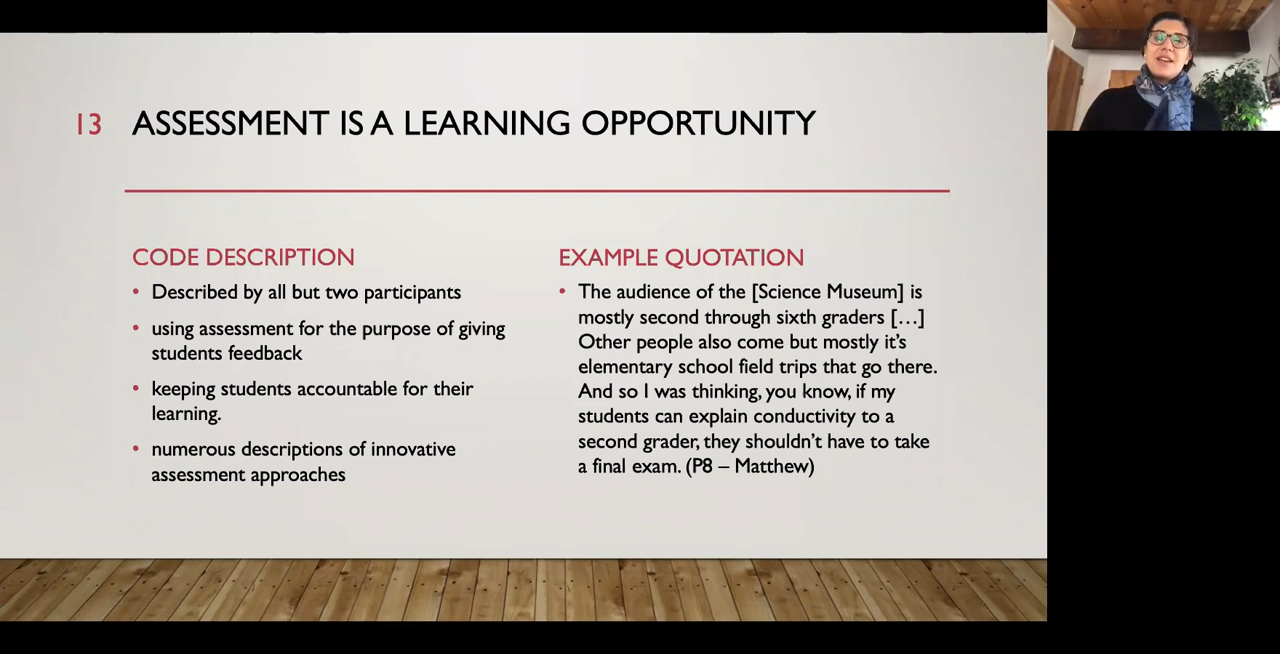 13 ASSESSMENT IS A LEARNING OPPORTUNITY
CODE DESCRIPTION
• Described by all but two participants
• using assessment for the purpose of giving
students feedback
• keeping students accountable for their
learning.
• numerous descriptions of innovative
assessment approaches
EXAMPLE QUOTATION
• The audience of the [Science Museum] is
mostly second through sixth graders […]
Other people also come but mostly it’s
elementary school field trips that go there.
And so I was thinking, you know, if my
students can explain conductivity to a
second grader, they shouldn’t have to take
a final exam. (P8 – Matthew)